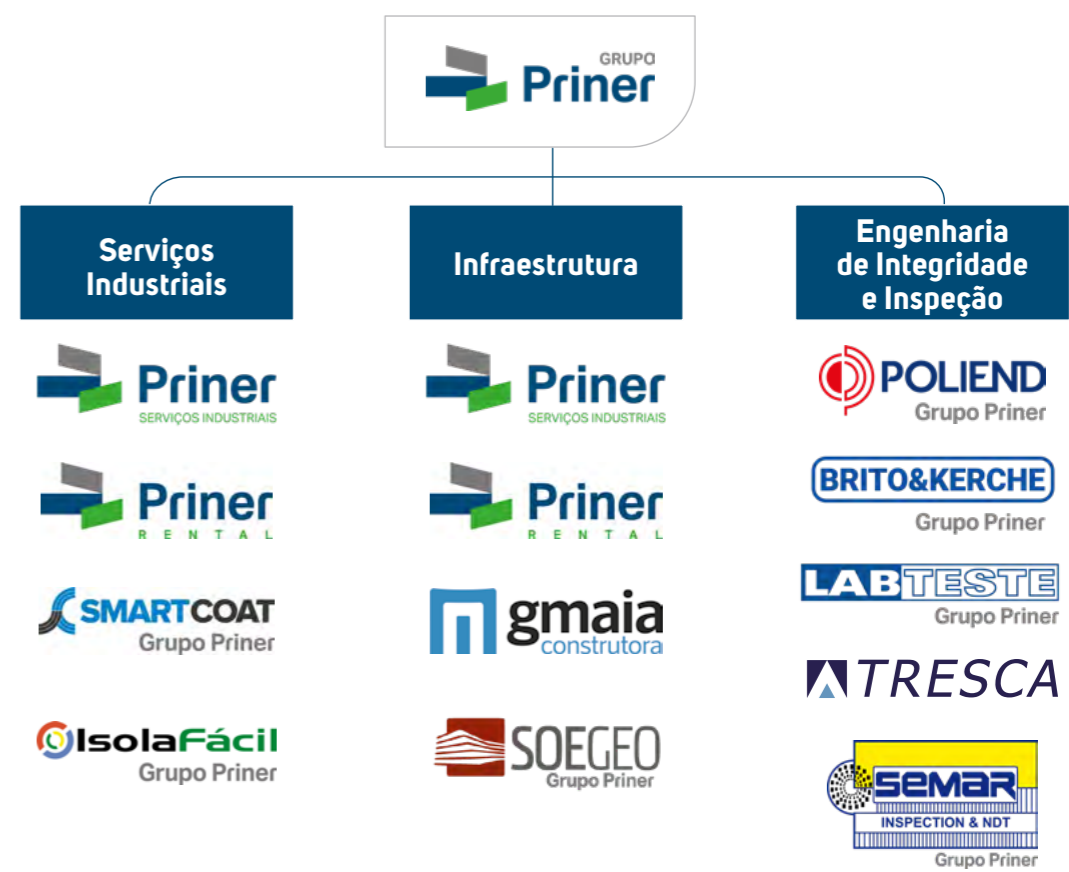 GRUPO
Priner
Serviços
Industriais
Priner
SERVIÇOS INDUSTRIAIS
Priner
RENTAL
SMARTCOAT
Grupo Priner
IsolaFácil
Grupo Priner
Infraestrutura
Priner
SERVIÇOS INDUSTRIAIS
Priner
RENTAL
gmaia
construtora
SOEGEO
Grupo Priner
Engenharia
de Integridade
e Inspeção
POLIEND
Grupo Priner
BRITO&KERCHE
Grupo Priner
LABTESTE
Grupo Priner
TRESCA
SEMAR
INSPECTION & NDT
Grupo Priner